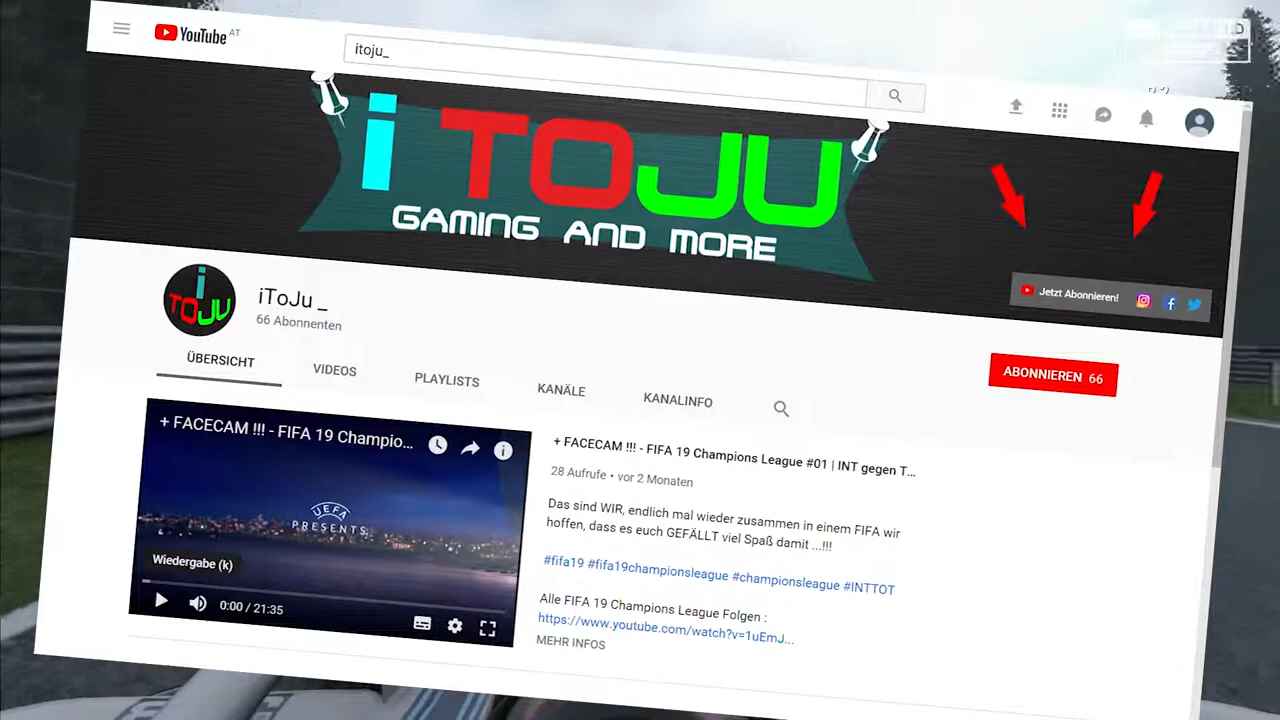 YouTube AT
itoju_
i TOJU
GAMING AND MORE
Jetzt Abonnieren!
i
TOJU
iToJu _
66 Abonnenten
ABONNIEREN 66
ÜBERSICHT
VIDEOS
PLAYLISTS
KANÄLE
KANALINFO
+ FACECAM !!! - FIFA 19 Champio...
UEFA
PRESENTS
Wiedergabe (k)
0:00 / 21:35
+ FACECAM !!! - FIFA 19 Champions League #01 | INT gegen T...
28 Aufrufe • vor 2 Monaten
Das sind WIR, endlich mal wieder zusammen in einem FIFA wir
hoffen, dass es euch GEFÄLLT viel Spaß damit ...!!!
#fifa19 #fifa19championsleague #championsleague #INTTOT
Alle FIFA 19 Champions League Folgen :
https://www.youtube.com/watch?v=1uEmJ...
MEHR INFOS